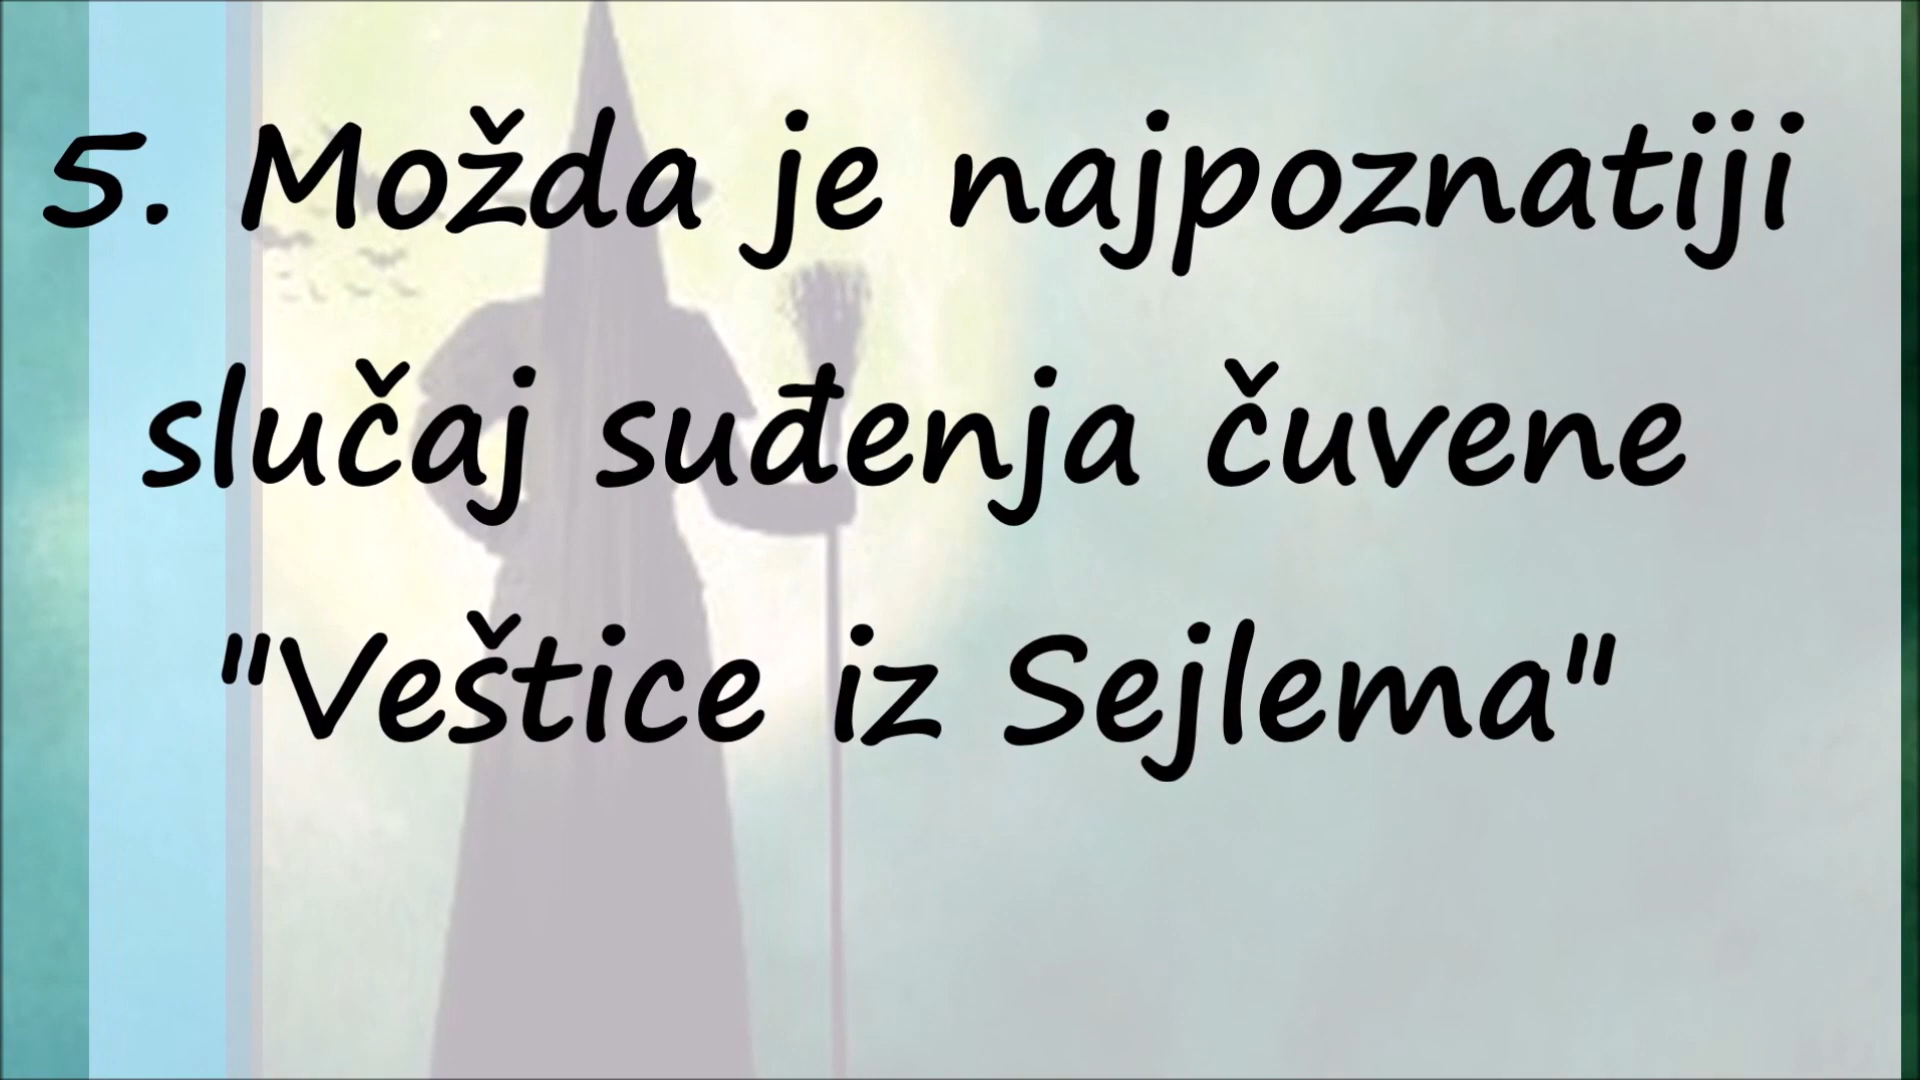 5. Možda je najpoznatiji
slučaj suđenja čuvene
"Veštice iz Sejlema"